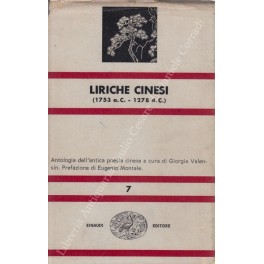 LIRICHE CINESI
(1753 a. C. - 1278 d. C.)
Antologia dell'antica poesia cinese a cura di Giorgia Valen-
sin. Prefazione di Eugenio Montale.
7
EINAUDI EDITORE